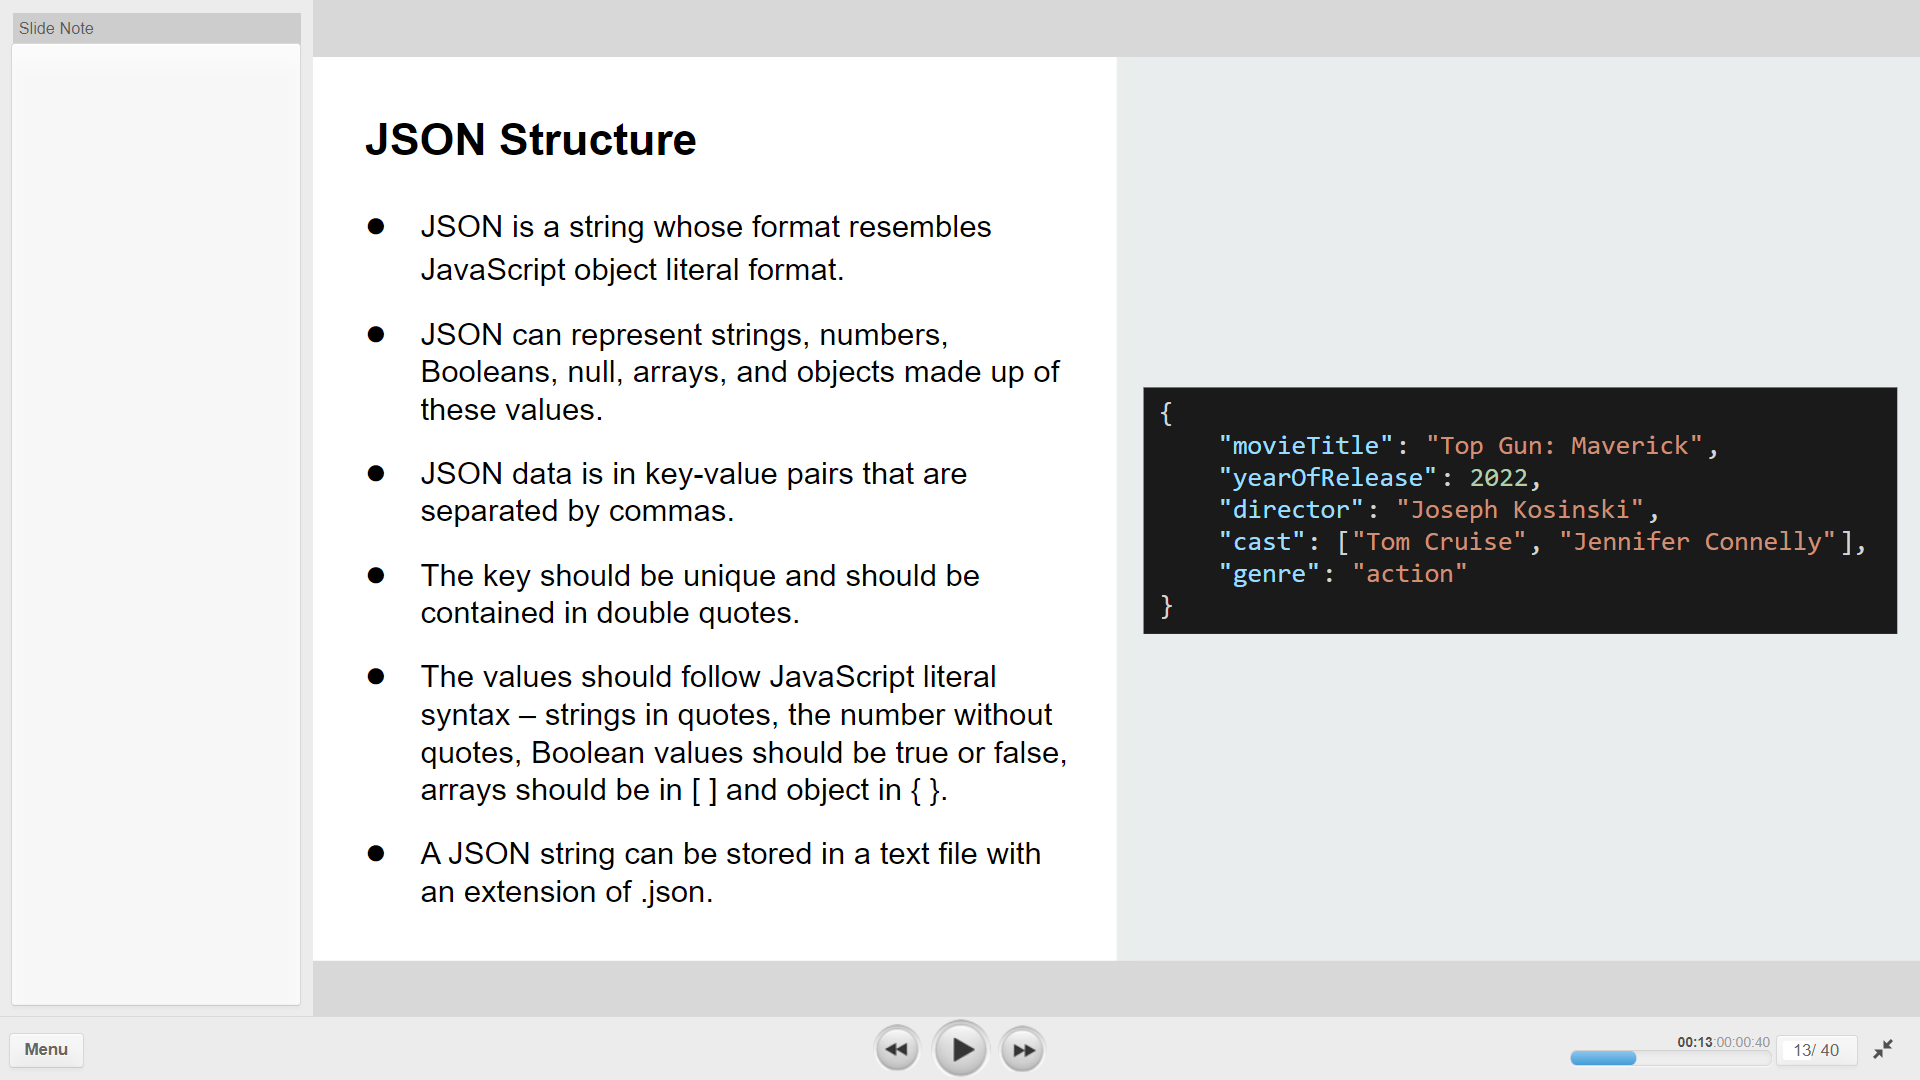 Slide Note
JSON Structure
● JSON is a string whose format resembles
JavaScript object literal format.
● JSON can represent strings, numbers,
Booleans, null, arrays, and objects made up of
these values.
● JSON data is in key-value pairs that are
separated by commas.
● The key should be unique and should be
contained in double quotes.
● The values should follow JavaScript literal
syntax – strings in quotes, the number without
quotes, Boolean values should be true or false,
arrays should be in [ ] and object in { }.
● A JSON string can be stored in a text file with
an extension of .json.
{
    "movieTitle": "Top Gun: Maverick",
    "yearOfRelease": 2022,
    "director": "Joseph Kosinski",
    "cast": ["Tom Cruise", "Jennifer Connelly"],
    "genre": "action"
}
Menu
00:13:00:00:40
13/ 40